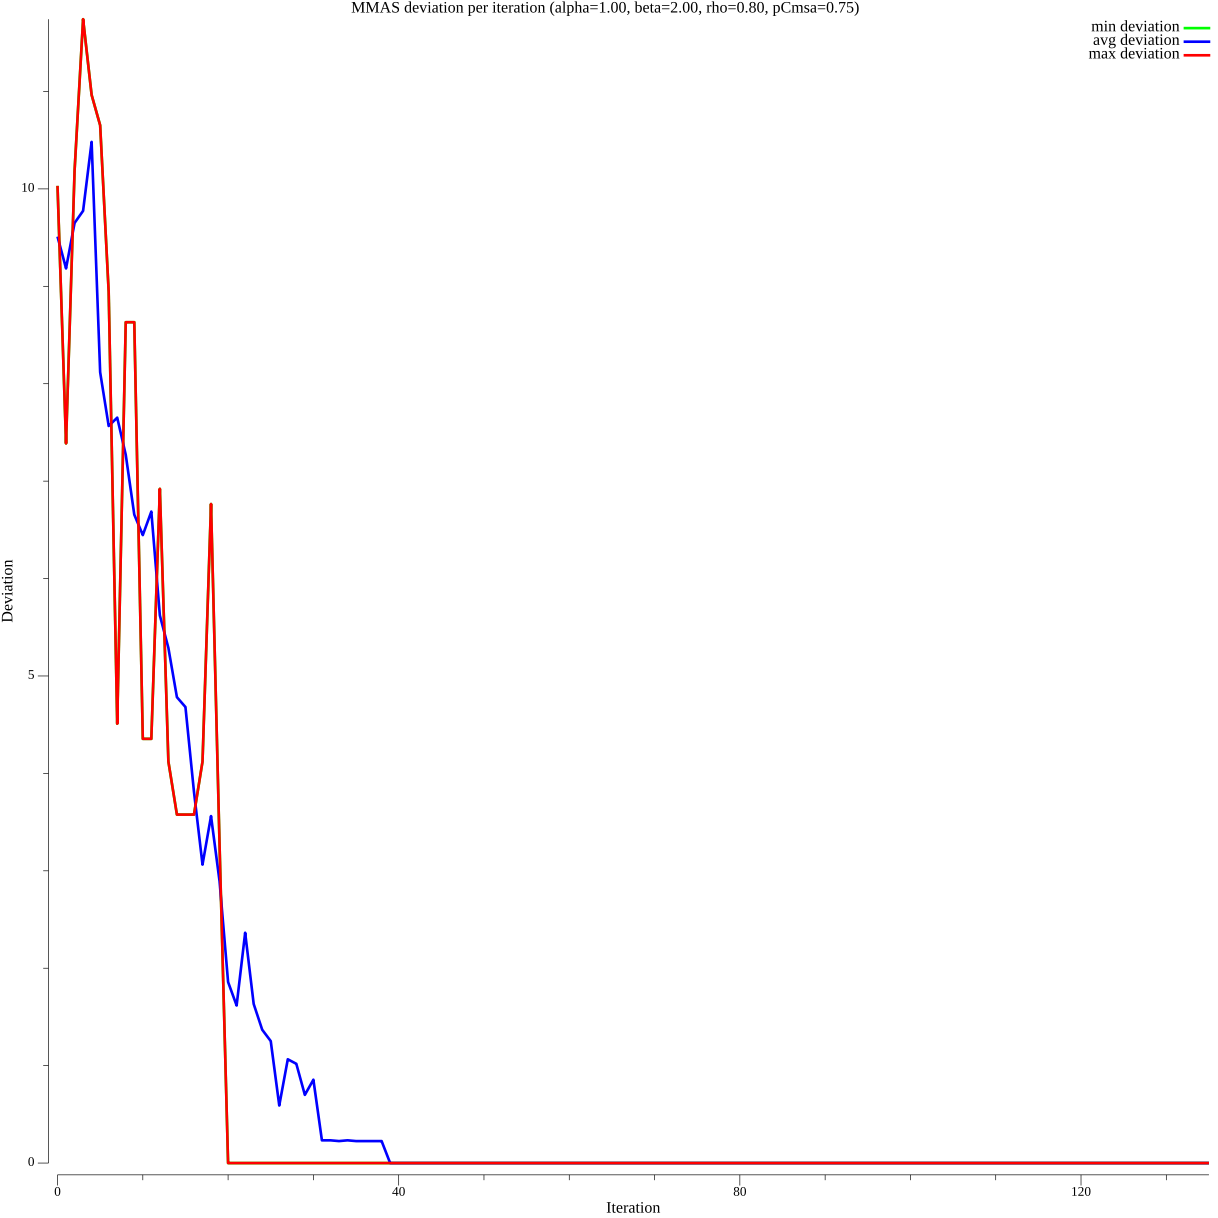 MMAS deviation per iteration (alpha=1.00, beta=2.00, rho=0.80, pCmsa=0.75)
min deviation
avg deviation
max deviation
10
5
0
Deviation
0 40 80 120
Iteration